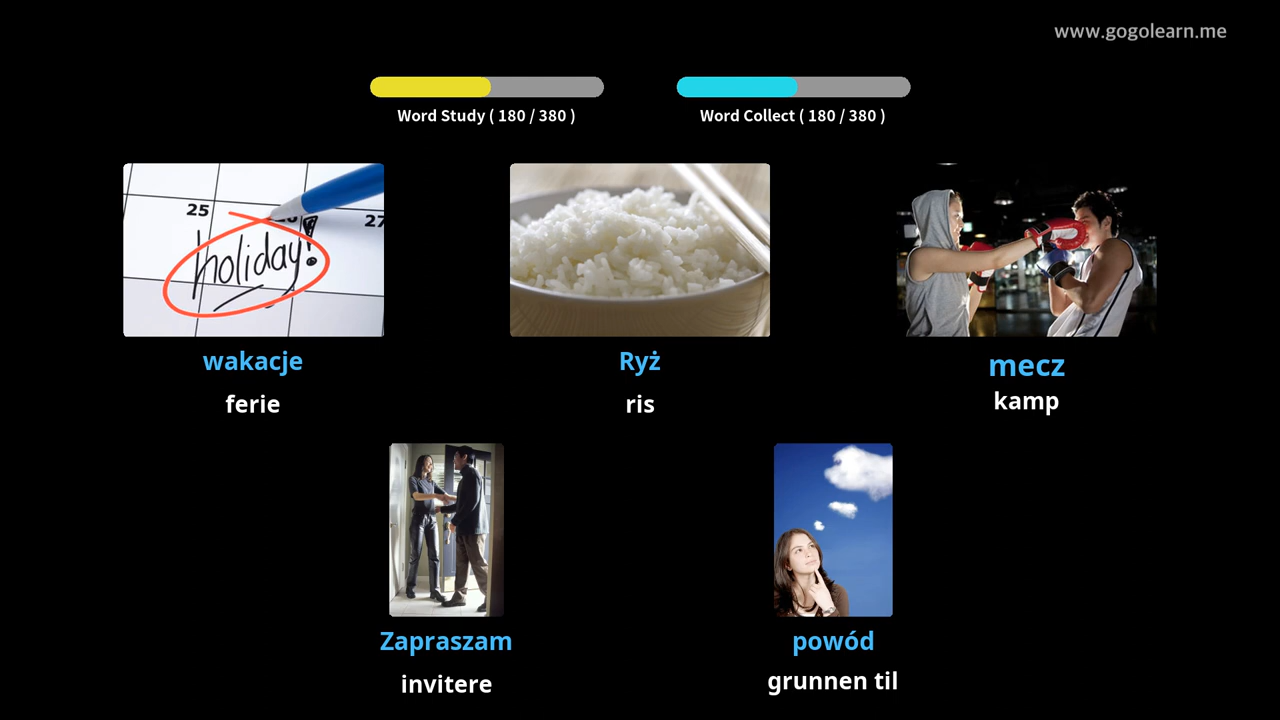 www.gogolearn.me
Word Study ( 180 / 380 )
Word Collect ( 180 / 380 )
25
27
holiday!
wakacje
ferie
Ryż
ris
mecz
kamp
Zapraszam
invitere
powód
grunnen til